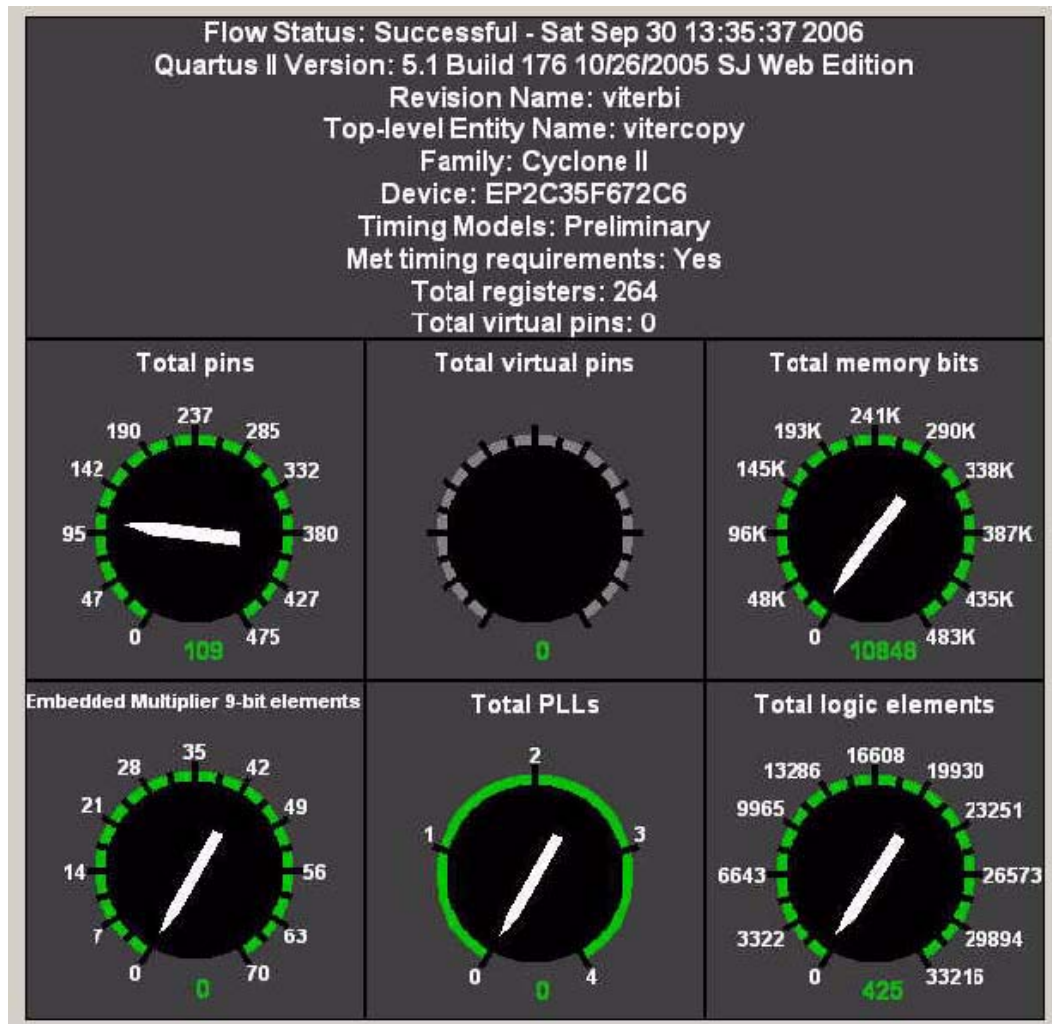 Flow Status: Successful - Sat Sep 30 13:35:37 2006
Quartus II Version: 5.1 Build 176 10/26/2005 SJ Web Edition
Revision Name: viterbi
Top-level Entity Name: vitercopy
Family: Cyclone II
Device: EP2C35F672C6
Timing Models: Preliminary
Met timing requirements: Yes
Total registers: 264
Total virtual pins: 0
Total pins
0
47
95
142
190
237
285
332
380
427
475
109
Total virtual pins
0
Total memory bits
0
48K
96K
145K
193K
241K
290K
338K
387K
435K
483K
10848
Embedded Multiplier 9-bit elements
0
7
14
21
28
35
42
49
56
63
70
0
Total PLLs
0
1
2
3
4
0
Total logic elements
0
3322
6643
9965
13286
16608
19930
23251
26573
29894
33216
425